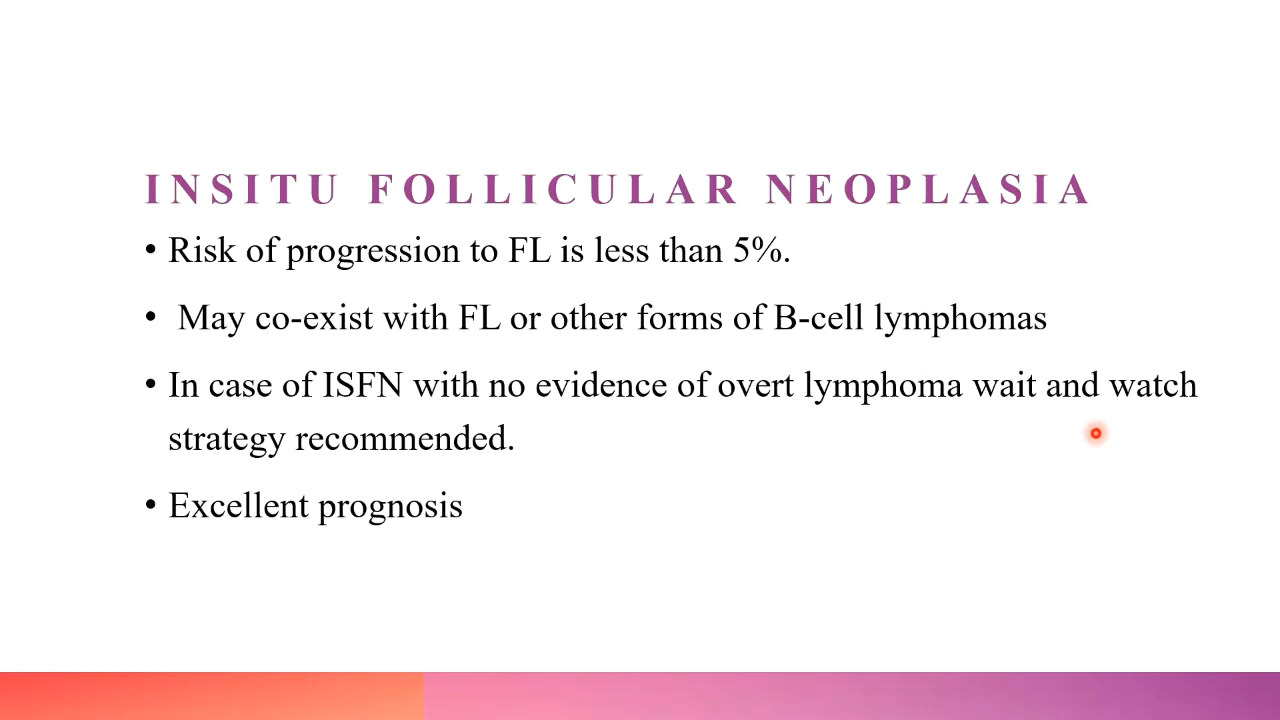 INSITU FOLLICULAR NEOPLASIA
• Risk of progression to FL is less than 5%.
• May co-exist with FL or other forms of B-cell lymphomas
• In case of ISFN with no evidence of overt lymphoma wait and watch
strategy recommended.
• Excellent prognosis